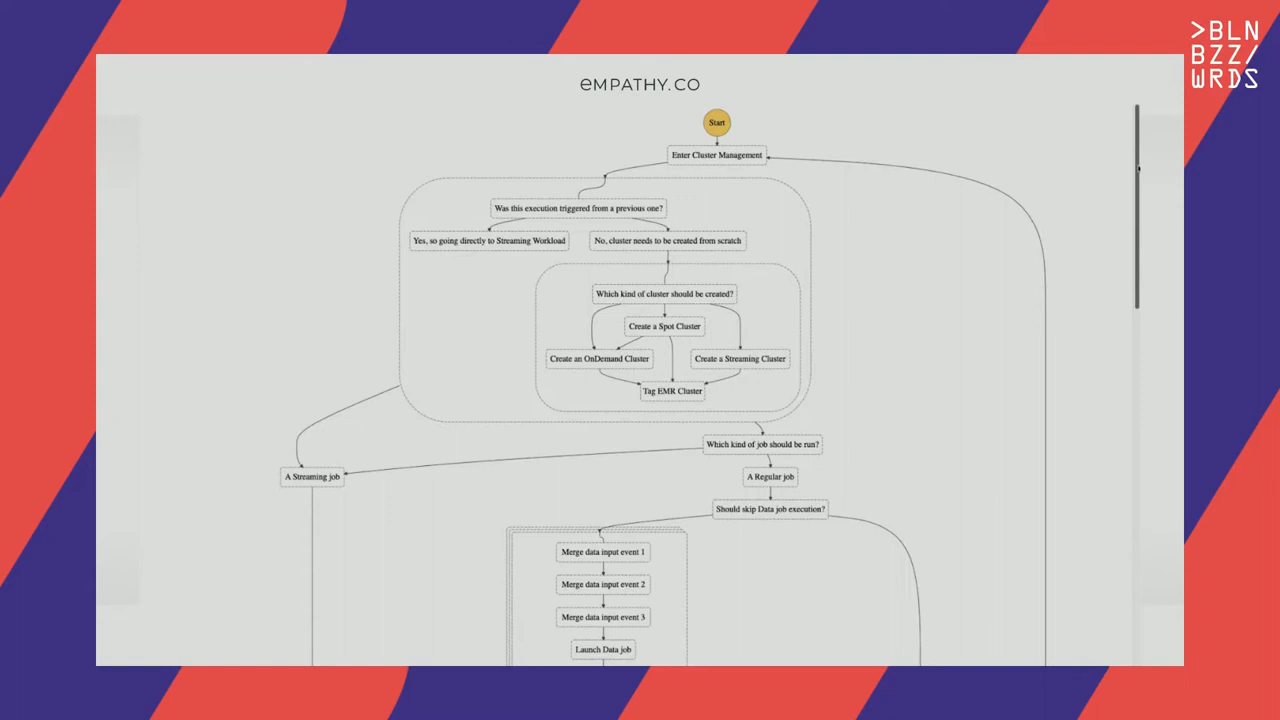 >BLN
BZZ/
WRDS
eMPATHY.CO
Start
Enter Cluster Management
Was this execution triggered from a previous one?
Yes, so going directly to Streaming Workload
No, cluster needs to be created from scratch
Which kind of cluster should be created?
Create a Spot Cluster
Create an OnDemand Cluster
Create a Streaming Cluster
Tag EMR Cluster
Which kind of job should be run?
A Streaming job
A Regular job
Should skip Data job execution?
Merge data input event 1
Merge data input event 2
Merge data input event 3
Launch Data job